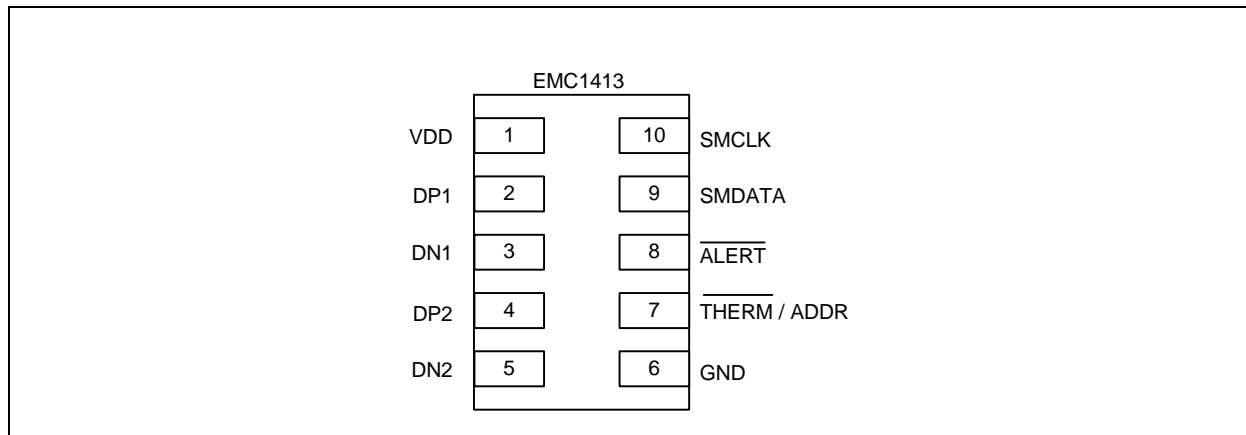 EMC1413
VDD 1 10 SMCLK
DP1 2 9 SMDATA
DN1 3 8 ALERT
DP2 4 7 THERM / ADDR
DN2 5 6 GND